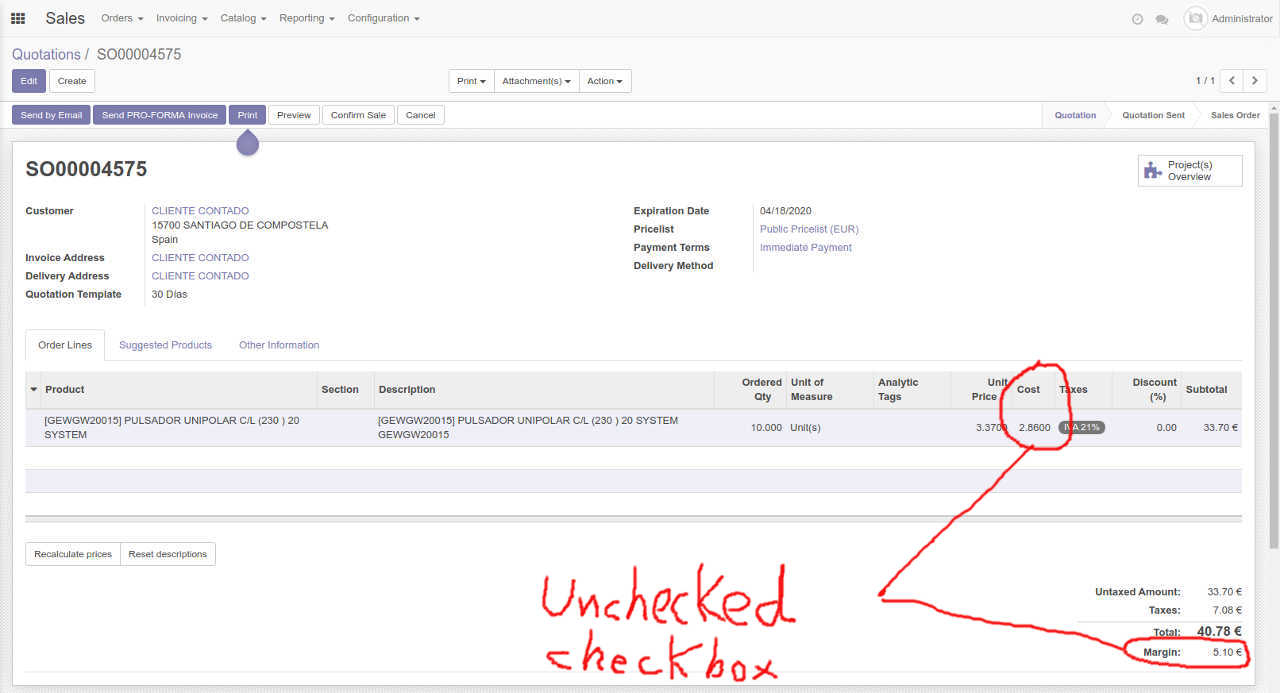 Sales Orders Invoicing Catalog Reporting Configuration Administrator
Quotations / SO00004575
Edit Create Print Attachment(s) Action 1 / 1
Send by Email Send PRO-FORMA Invoice Print Preview Confirm Sale Cancel Quotation Quotation Sent Sales Order
SO00004575
Project(s)
Overview
Customer CLIENTE CONTADO
15700 SANTIAGO DE COMPOSTELA
Spain
Invoice Address CLIENTE CONTADO
Delivery Address CLIENTE CONTADO
Quotation Template 30 Días
Expiration Date 04/18/2020
Pricelist Public Pricelist (EUR)
Payment Terms Immediate Payment
Delivery Method
Order Lines Suggested Products Other Information
Product Section Description Ordered Qty Unit of Measure Analytic Tags Unit Price Cost Taxes Discount (%) Subtotal
[GEWGW20015] PULSADOR UNIPOLAR C/L (230 ) 20
SYSTEM
[GEWGW20015] PULSADOR UNIPOLAR C/L (230 ) 20 SYSTEM
GEWGW20015
10.000 Unit(s) 3.3700 2.8600 IVA 21% 0.00 33.70 €
Recalculate prices Reset descriptions
Unchecked
checkbox
Untaxed Amount: 33.70 €
Taxes: 7.08 €
Total: 40.78 €
Margin: 5.10 €